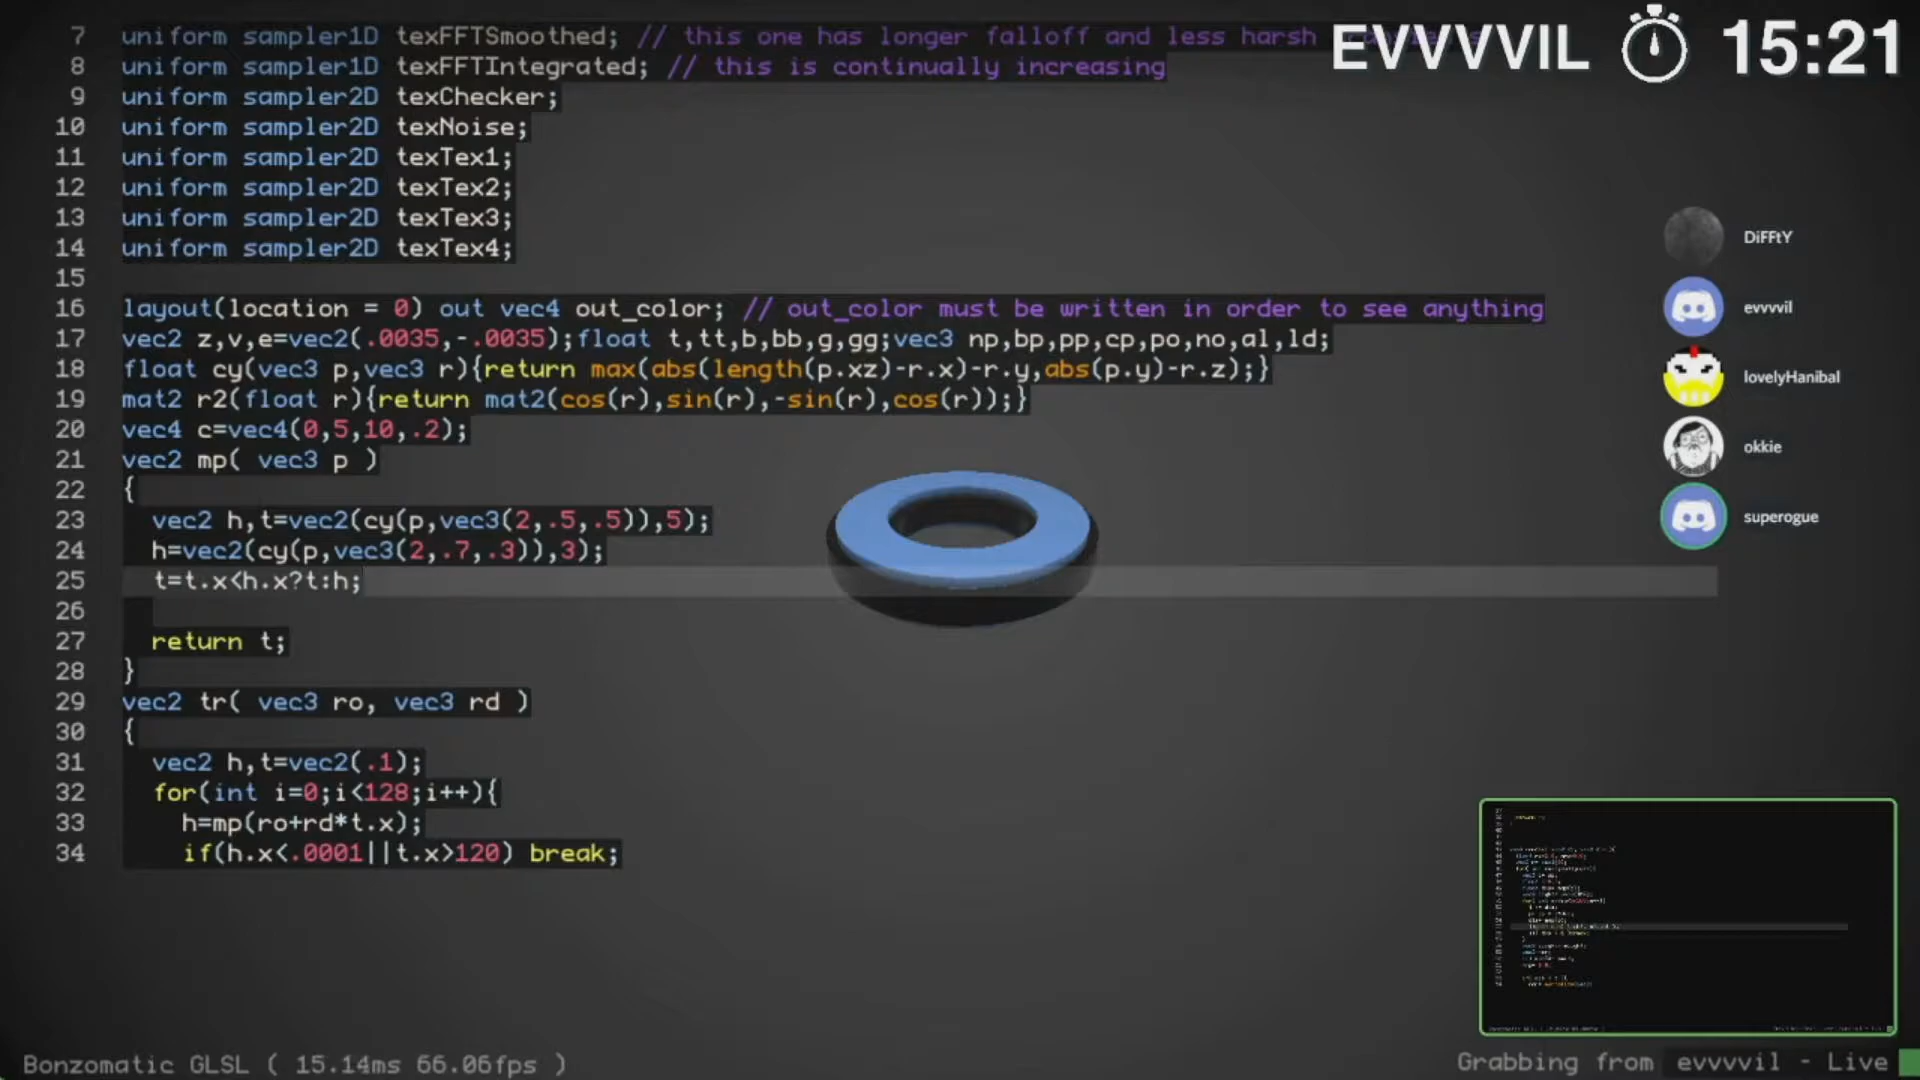 7 uniform sampler1D texFFTSmoothed; // this one has longer falloff and less harsh
EVVVVIL 15:21
8 uniform sampler1D texFFTIntegrated; // this is continually increasing
9 uniform sampler2D texChecker;
10 uniform sampler2D texNoise;
11 uniform sampler2D texTex1;
12 uniform sampler2D texTex2;
13 uniform sampler2D texTex3;
14 uniform sampler2D texTex4;
15
16 layout(location = 0) out vec4 out_color; // out_color must be written in order to see anything
17 vec2 z,v,e=vec2(.0035,-.0035);float t,tt,b,bb,g,gg;vec3 np,bp,pp,cp,po,no,al,ld;
18 float cy(vec3 p,vec3 r){return max(abs(length(p.xz)-r.x)-r.y,abs(p.y)-r.z);}
19 mat2 r2(float r){return mat2(cos(r),sin(r),-sin(r),cos(r));}
20 vec4 c=vec4(0,5,10,.2);
21 vec2 mp( vec3 p )
22 {
23 vec2 h,t=vec2(cy(p,vec3(2,.5,.5)),5);
24 h=vec2(cy(p,vec3(2,.7,.3)),3);
25 t=t.x<h.x?t:h;
26
27 return t;
28 }
29 vec2 tr( vec3 ro, vec3 rd )
30 {
31 vec2 h,t=vec2(.1);
32 for(int i=0;i<128;i++){
33 h=mp(ro+rd*t.x);
34 if(h.x<.0001||t.x>120) break;
DiFFtY
evvvvil
lovelyHanibal
okkie
superogue
Bonzomatic GLSL ( 15.14ms 66.06fps )
Grabbing from evvvvil - Live